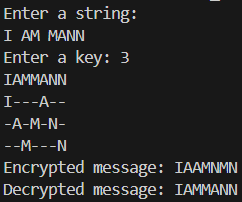 Enter a string:
I AM MANN
Enter a key: 3
IAMMANN
I---A--
-A-M-N-
--M---N
Encrypted message: IAAMNMN
Decrypted message: IAMMANN